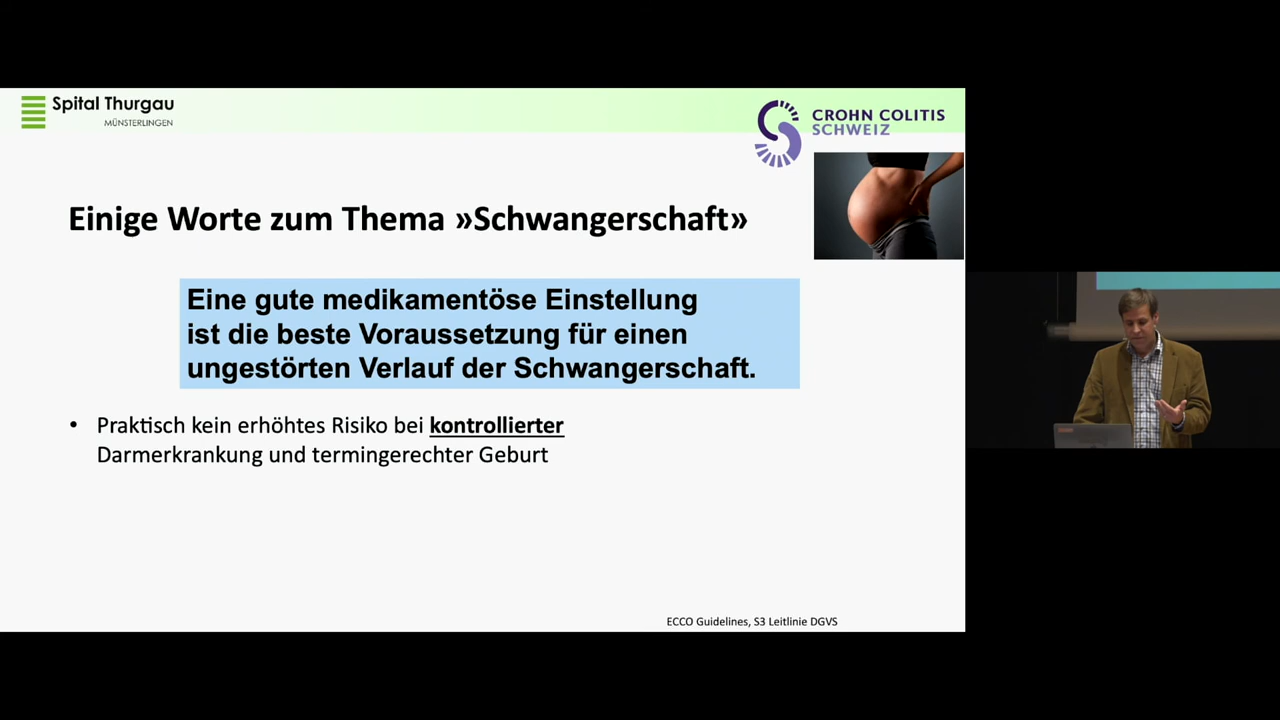 Spital Thurgau
MÜNSTERLINGEN
CROHN COLITIS
SCHWEIZ
Einige Worte zum Thema »Schwangerschaft»
Eine gute medikamentöse Einstellung
ist die beste Voraussetzung für einen
ungestörten Verlauf der Schwangerschaft.
• Praktisch kein erhöhtes Risiko bei kontrollierter
Darmerkrankung und termingerechter Geburt
ECCO Guidelines, S3 Leitlinie DGVS